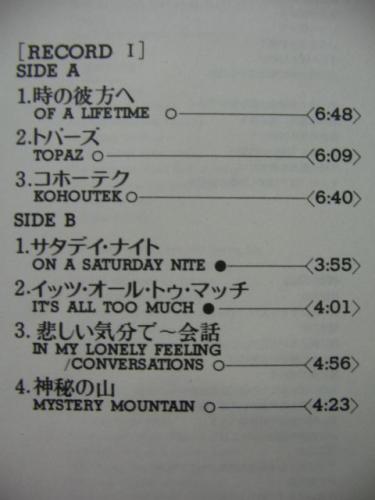 [RECORD I]
SIDE A
1.時の彼方へ
OF A LIFETIME ○ 〈6:48〉
2.トパーズ
TOPAZ ○ 〈6:09〉
3.コホーテク
KOHOUTEK ○ 〈6:40〉
SIDE B
1.サタデイ・ナイト
ON A SATURDAY NITE ● 〈3:55〉
2.イッツ・オール・トゥ・マッチ
IT'S ALL TOO MUCH ● 〈4:01〉
3. 悲しい気分で〜会話
IN MY LONELY FEELING
/CONVERSATIONS ○ 〈4:56〉
4.神秘の山
MYSTERY MOUNTAIN ○ 〈4:23〉